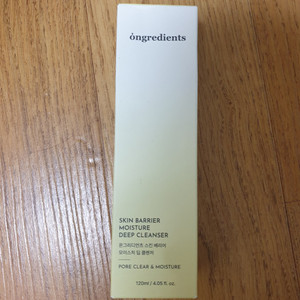 ongredients
SKIN BARRIER
MOISTURE
DEEP CLEANSER
온그리디언츠 스킨 배리어
모이스처 딥 클렌저
PORE CLEAR & MOISTURE
120ml / 4.05 fl. oz.